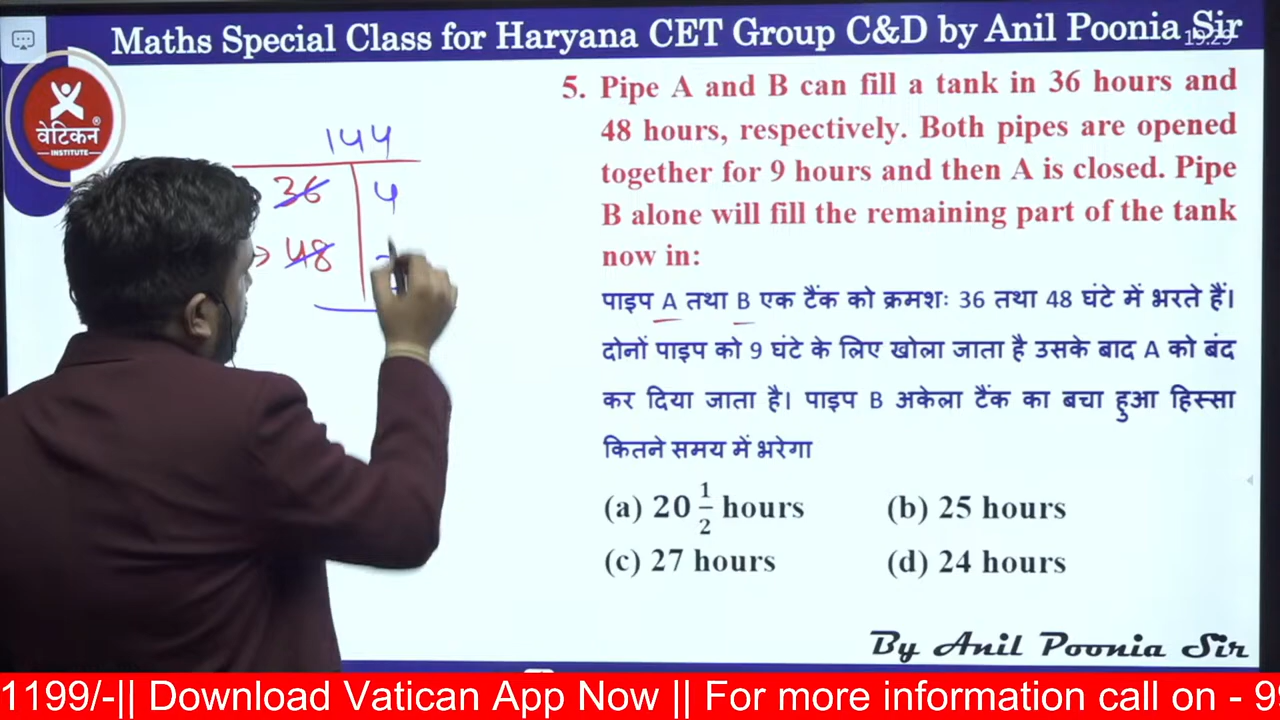 Maths Special Class for Haryana CET Group C&D by Anil Poonia Sir
19:29
वेटिकन
INSTITUTE
144
36 4
48
5. Pipe A and B can fill a tank in 36 hours and
48 hours, respectively. Both pipes are opened
together for 9 hours and then A is closed. Pipe
B alone will fill the remaining part of the tank
now in:
पाइप A तथा B एक टैंक को क्रमशः 36 तथा 48 घंटे में भरते हैं।
दोनों पाइप को 9 घंटे के लिए खोला जाता है उसके बाद A को बंद
कर दिया जाता है। पाइप B अकेला टैंक का बचा हुआ हिस्सा
कितने समय में भरेगा
(a) 20 1/2 hours (b) 25 hours
(c) 27 hours (d) 24 hours
By Anil Poonia Sir
1199/-|| Download Vatican App Now || For more information call on - 9